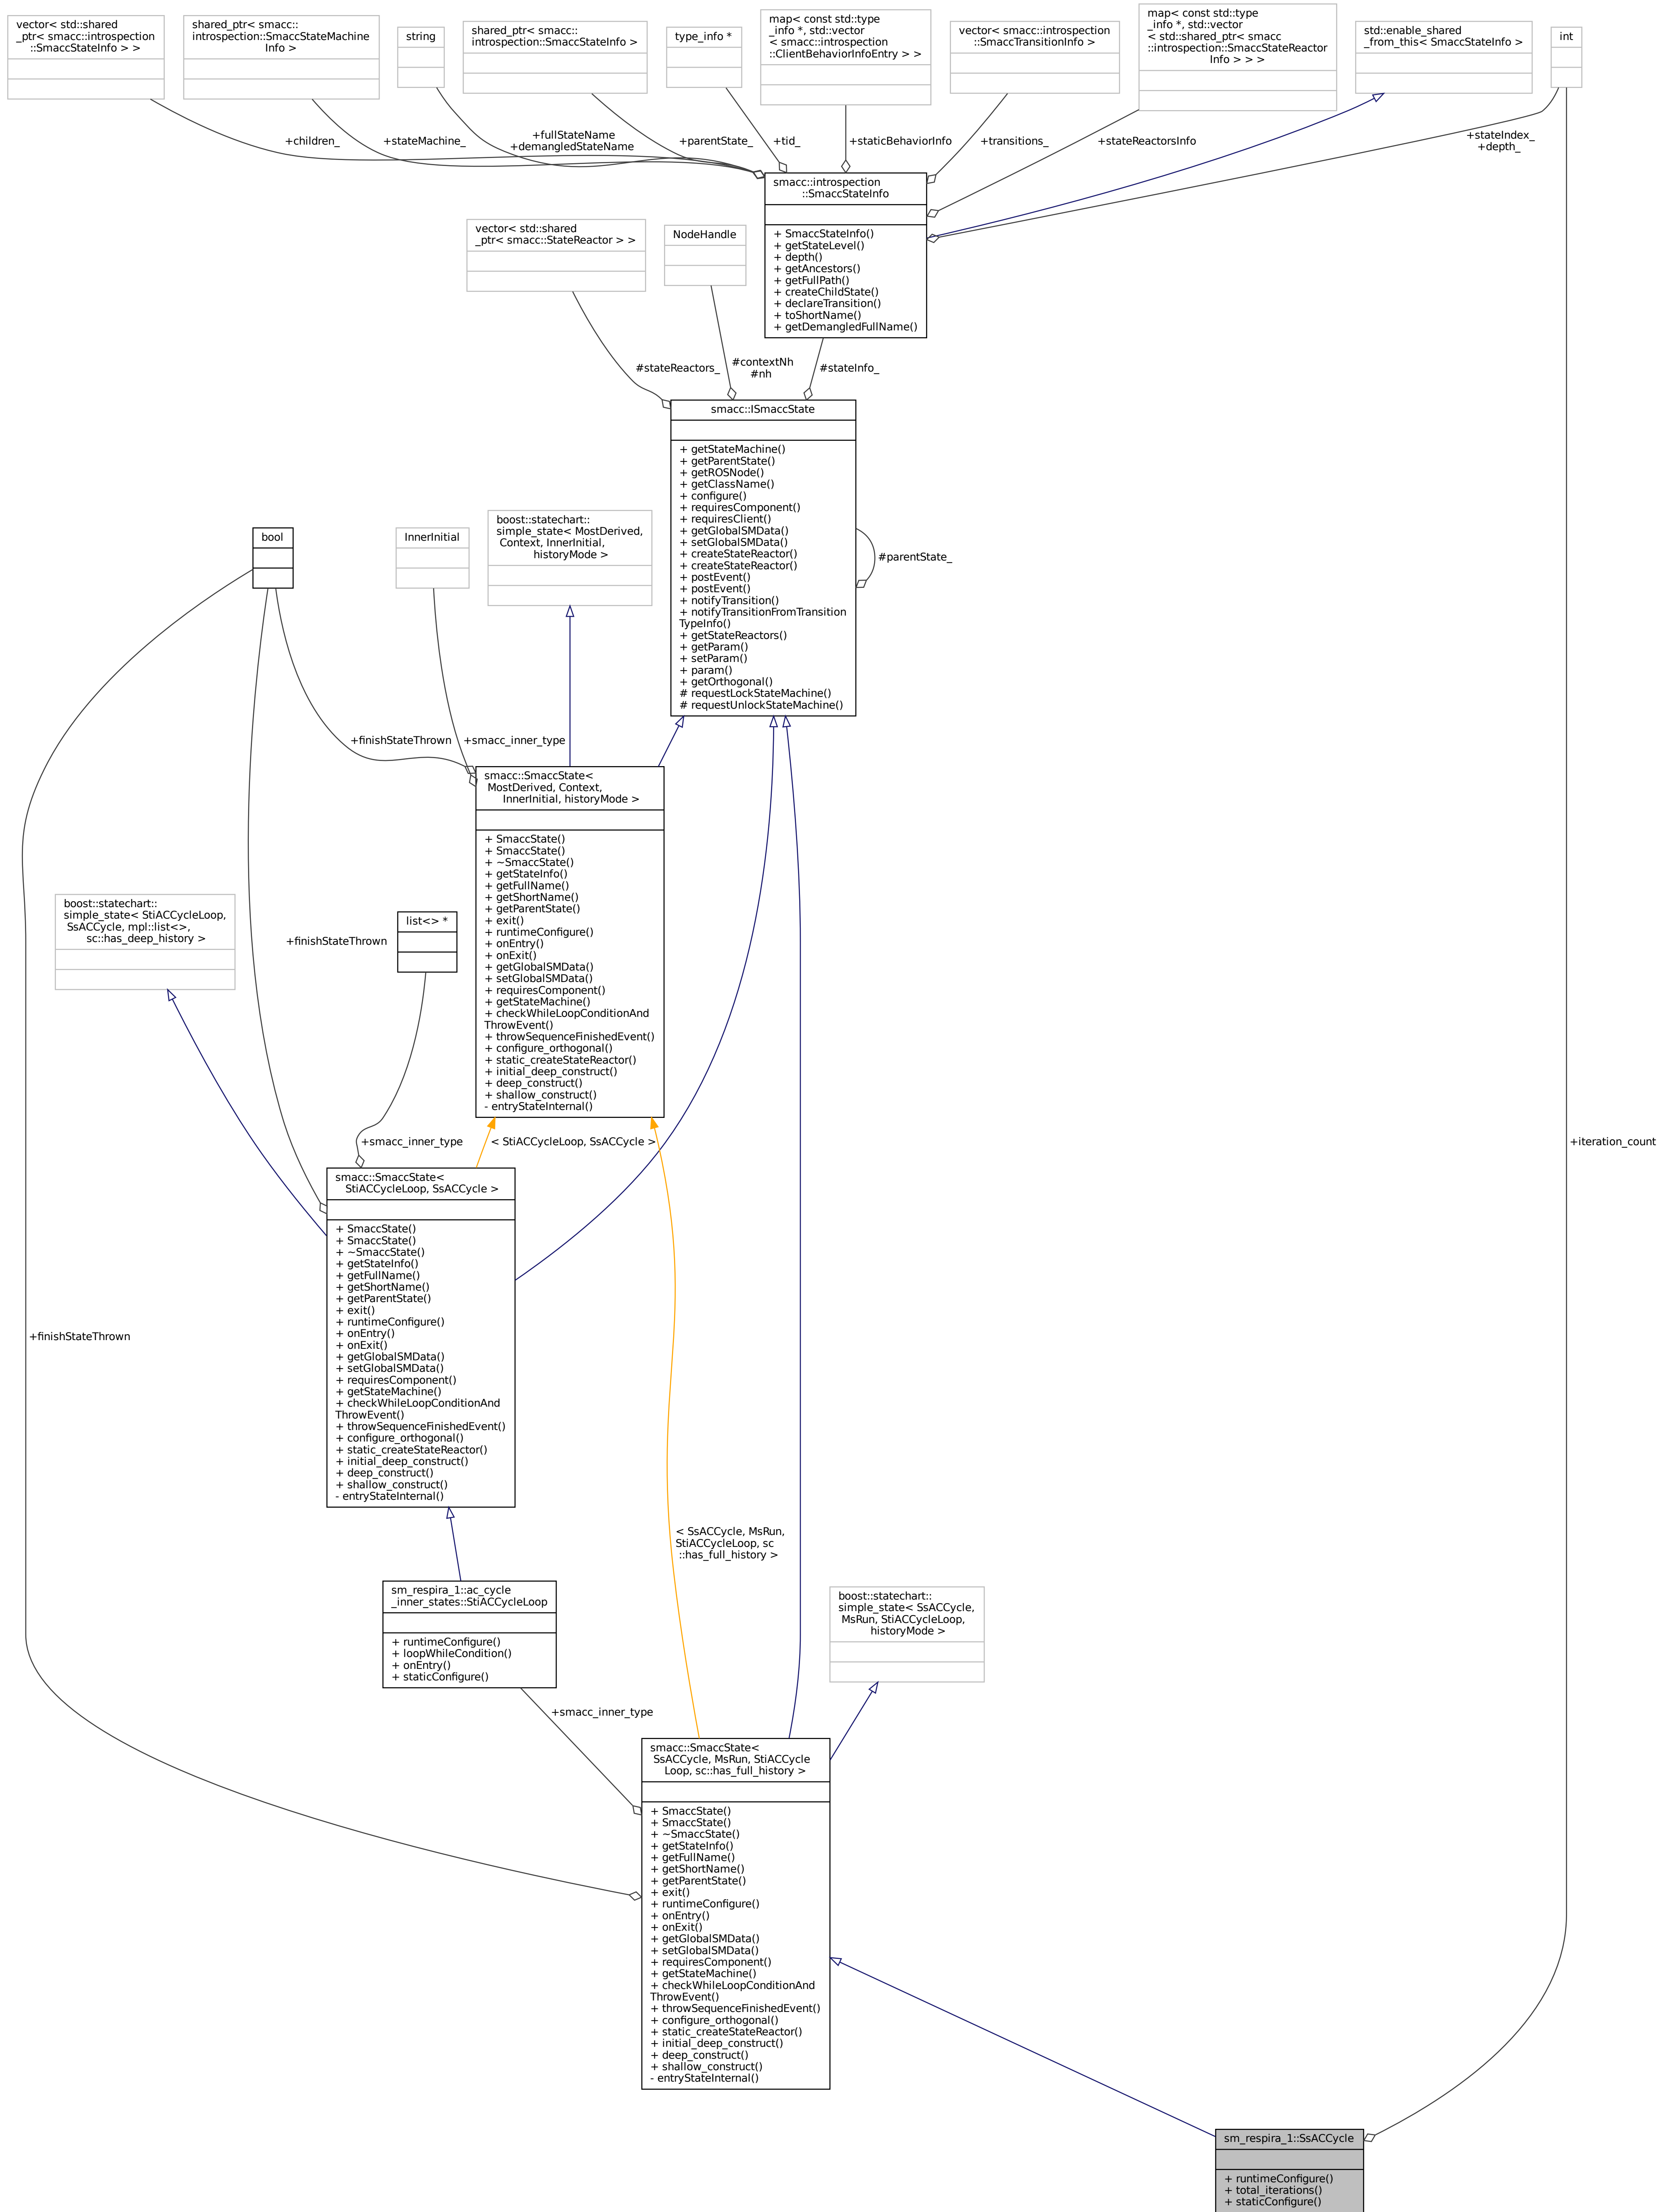 vector< std::shared
_ptr< smacc::introspection
::SmaccStateInfo > >
shared_ptr< smacc::
introspection::SmaccStateMachine
Info >
string
shared_ptr< smacc::
introspection::SmaccStateInfo >
type_info *
map< const std::type
_info *, std::vector
< smacc::introspection
::ClientBehaviorInfoEntry > >
vector< smacc::introspection
::SmaccTransitionInfo >
map< const std::type
_info *, std::vector
< std::shared_ptr< smacc
::introspection::SmaccStateReactor
Info > > >
std::enable_shared
_from_this< SmaccStateInfo >
int
+children_
+stateMachine_
+fullStateName
+demangledStateName
+parentState_
+tid_
+staticBehaviorInfo
+transitions_
+stateReactorsInfo
+stateIndex_
+depth_
smacc::introspection
::SmaccStateInfo
+ SmaccStateInfo()
+ getStateLevel()
+ depth()
+ getAncestors()
+ getFullPath()
+ createChildState()
+ declareTransition()
+ toShortName()
+ getDemangledFullName()
vector< std::shared
_ptr< smacc::StateReactor > >
NodeHandle
#stateReactors_
#contextNh
#nh
#stateInfo_
smacc::ISmaccState
+ getStateMachine()
+ getParentState()
+ getROSNode()
+ getClassName()
+ configure()
+ requiresComponent()
+ requiresClient()
+ getGlobalSMData()
+ setGlobalSMData()
+ createStateReactor()
+ createStateReactor()
+ postEvent()
+ postEvent()
+ notifyTransition()
+ notifyTransitionFromTransition
TypeInfo()
+ getStateReactors()
+ getParam()
+ setParam()
+ param()
+ getOrthogonal()
# requestLockStateMachine()
# requestUnlockStateMachine()
#parentState_
bool
InnerInitial
boost::statechart::
simple_state< MostDerived,
Context, InnerInitial,
historyMode >
+finishStateThrown
+smacc_inner_type
smacc::SmaccState<
MostDerived, Context,
InnerInitial, historyMode >
+ SmaccState()
+ SmaccState()
+ ~SmaccState()
+ getStateInfo()
+ getFullName()
+ getShortName()
+ getParentState()
+ exit()
+ runtimeConfigure()
+ onEntry()
+ onExit()
+ getGlobalSMData()
+ setGlobalSMData()
+ requiresComponent()
+ getStateMachine()
+ checkWhileLoopConditionAnd
ThrowEvent()
+ throwSequenceFinishedEvent()
+ configure_orthogonal()
+ static_createStateReactor()
+ initial_deep_construct()
+ deep_construct()
+ shallow_construct()
- entryStateInternal()
boost::statechart::
simple_state< StiACCycleLoop,
SsACCycle, mpl::list<>,
sc::has_deep_history >
+finishStateThrown
list<> *
+smacc_inner_type
< StiACCycleLoop, SsACCycle >
+iteration_count
smacc::SmaccState<
StiACCycleLoop, SsACCycle >
+ SmaccState()
+ SmaccState()
+ ~SmaccState()
+ getStateInfo()
+ getFullName()
+ getShortName()
+ getParentState()
+ exit()
+ runtimeConfigure()
+ onEntry()
+ onExit()
+ getGlobalSMData()
+ setGlobalSMData()
+ requiresComponent()
+ getStateMachine()
+ checkWhileLoopConditionAnd
ThrowEvent()
+ throwSequenceFinishedEvent()
+ configure_orthogonal()
+ static_createStateReactor()
+ initial_deep_construct()
+ deep_construct()
+ shallow_construct()
- entryStateInternal()
+finishStateThrown
< SsACCycle, MsRun,
StiACCycleLoop, sc
::has_full_history >
sm_respira_1::ac_cycle
_inner_states::StiACCycleLoop
+ runtimeConfigure()
+ loopWhileCondition()
+ onEntry()
+ staticConfigure()
boost::statechart::
simple_state< SsACCycle,
MsRun, StiACCycleLoop,
historyMode >
+smacc_inner_type
smacc::SmaccState<
SsACCycle, MsRun, StiACCycle
Loop, sc::has_full_history >
+ SmaccState()
+ SmaccState()
+ ~SmaccState()
+ getStateInfo()
+ getFullName()
+ getShortName()
+ getParentState()
+ exit()
+ runtimeConfigure()
+ onEntry()
+ onExit()
+ getGlobalSMData()
+ setGlobalSMData()
+ requiresComponent()
+ getStateMachine()
+ checkWhileLoopConditionAnd
ThrowEvent()
+ throwSequenceFinishedEvent()
+ configure_orthogonal()
+ static_createStateReactor()
+ initial_deep_construct()
+ deep_construct()
+ shallow_construct()
- entryStateInternal()
sm_respira_1::SsACCycle
+ runtimeConfigure()
+ total_iterations()
+ staticConfigure()